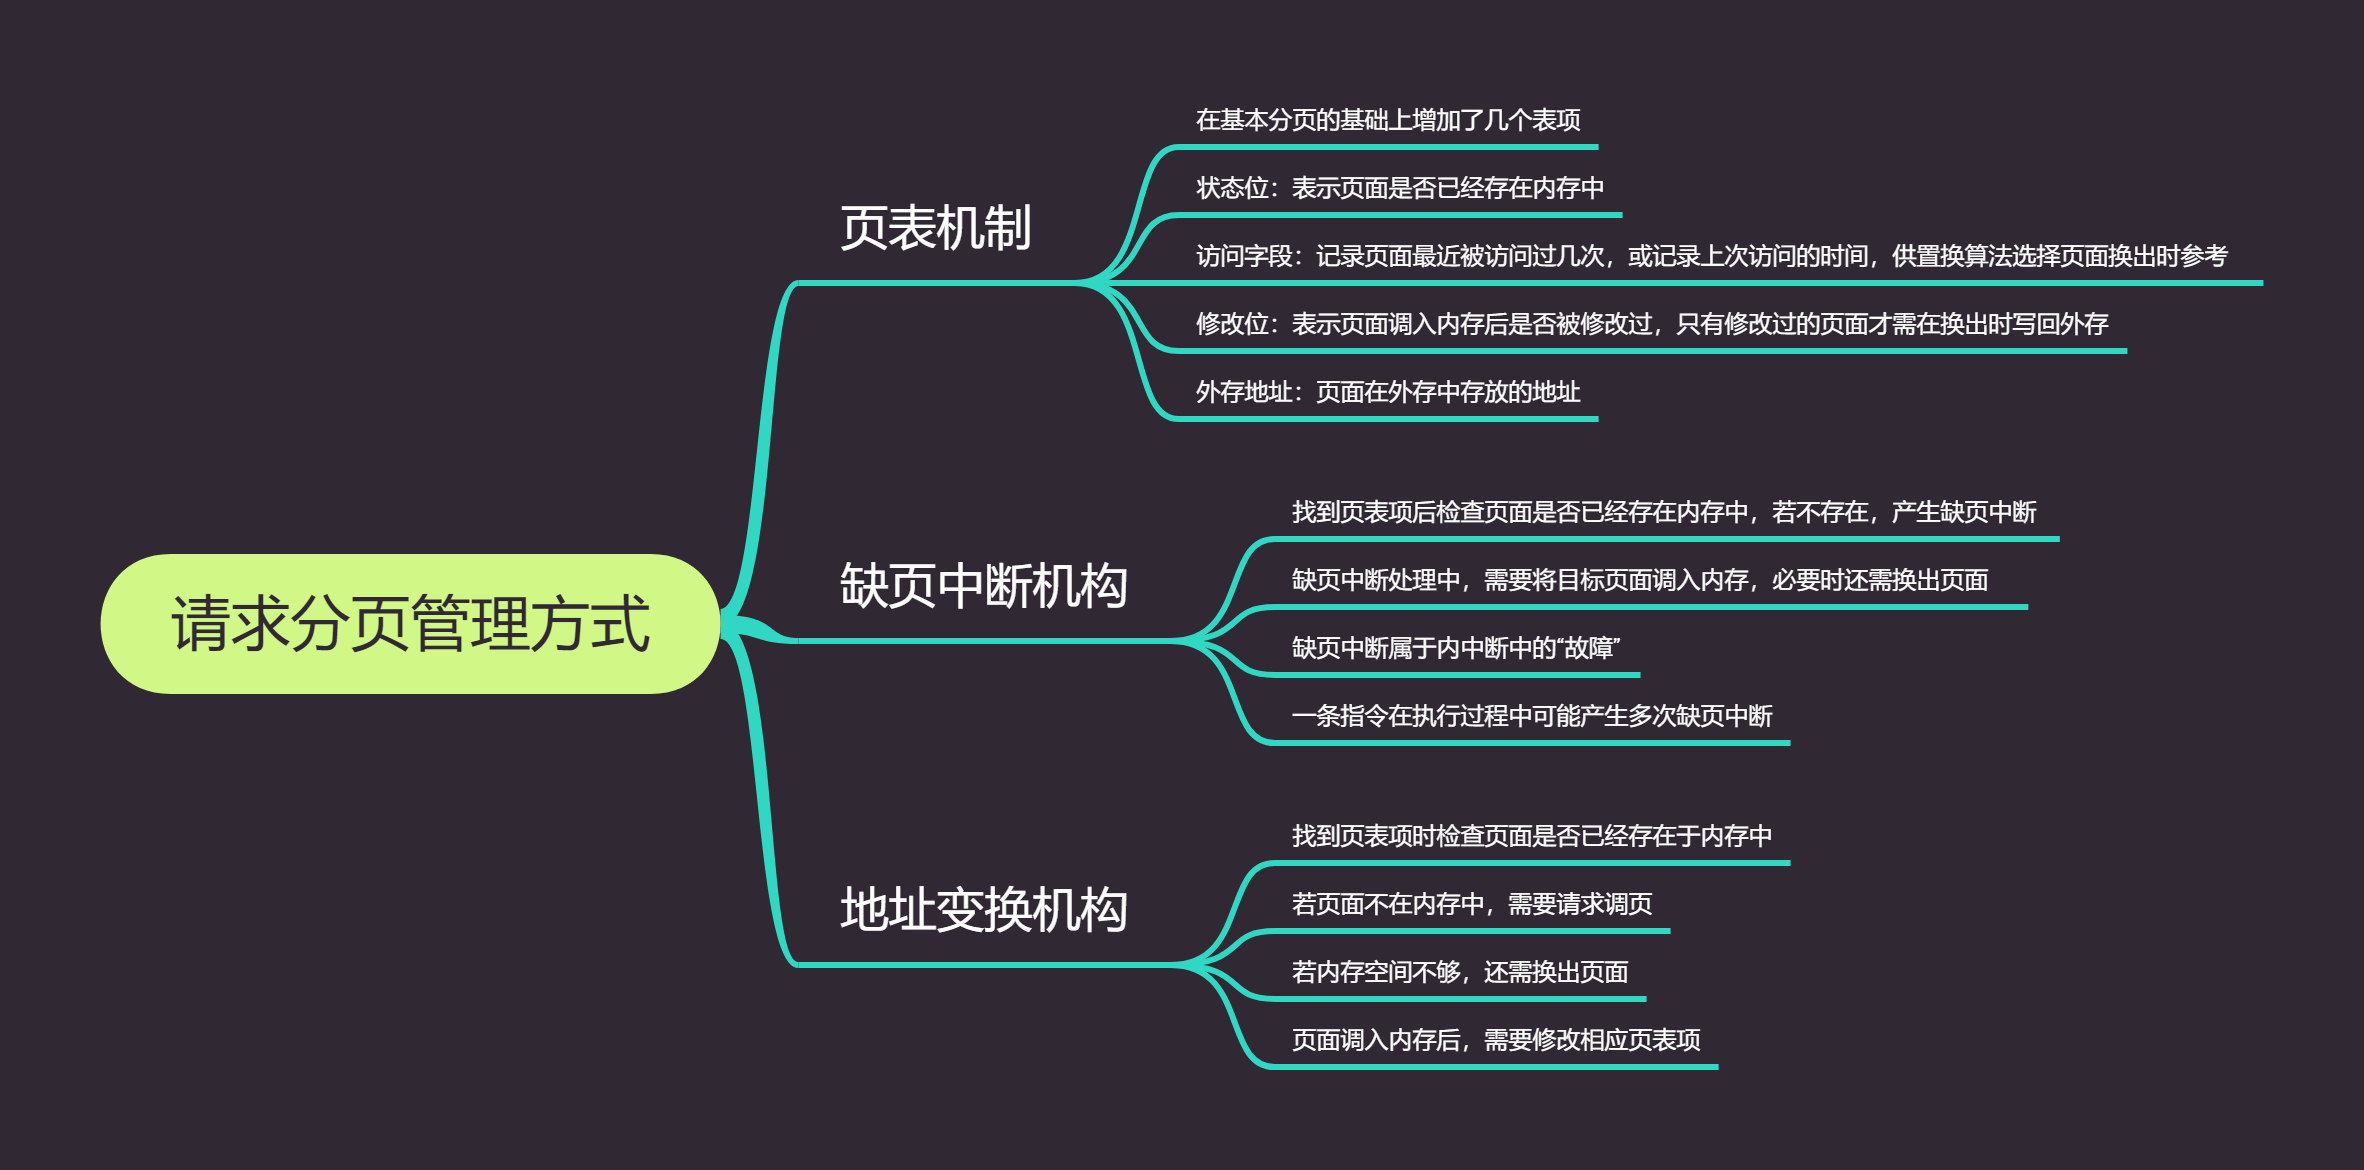 请求分页管理方式
页表机制
在基本分页的基础上增加了几个表项
状态位：表示页面是否已经存在内存中
访问字段：记录页面最近被访问过几次，或记录上次访问的时间，供置换算法选择页面换出时参考
修改位：表示页面调入内存后是否被修改过，只有修改过的页面才需在换出时写回外存
外存地址：页面在外存中存放的地址
缺页中断机构
找到页表项后检查页面是否已经存在内存中，若不存在，产生缺页中断
缺页中断处理中，需要将目标页面调入内存，必要时还需换出页面
缺页中断属于内中断中的“故障”
一条指令在执行过程中可能产生多次缺页中断
地址变换机构
找到页表项时检查页面是否已经存在于内存中
若页面不在内存中，需要请求调页
若内存空间不够，还需换出页面
页面调入内存后，需要修改相应页表项